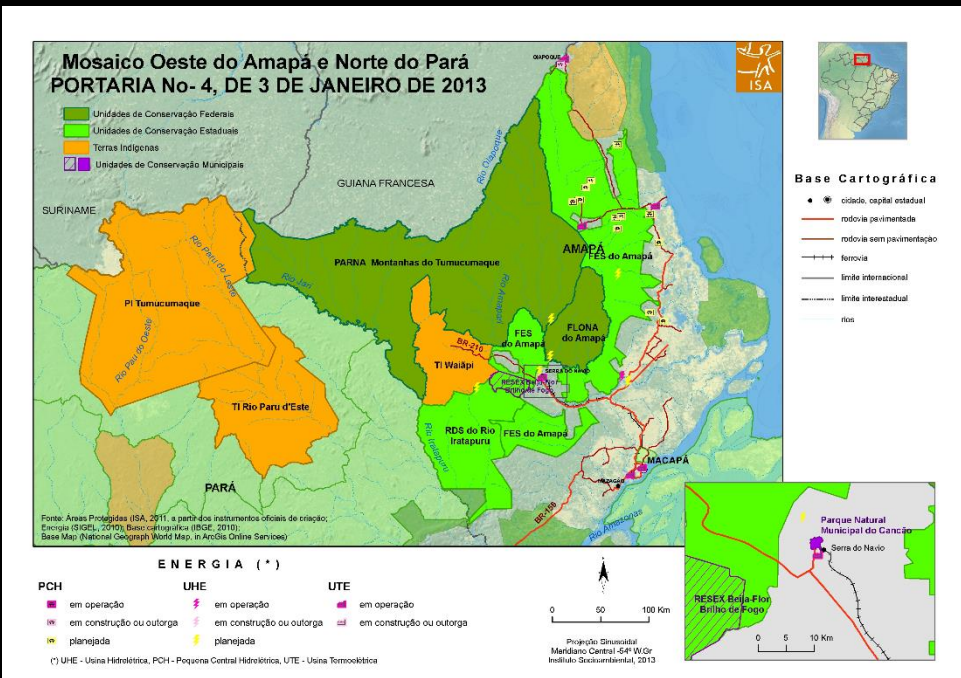 Mosaico Oeste do Amapá e Norte do Pará
PORTARIA No- 4, DE 3 DE JANEIRO DE 2013
Unidades de Conservação Federais
Unidades de Conservação Estaduais
Terras Indígenas
Unidades de Conservação Municipais
ISA
OIAPOQUE
Rio Oiapoque
GUIANA FRANCESA
SURINAME
Rio Paru do Leste
PARNA Montanhas do Tumucumaque
AMAPÁ
FES do Amapá
Rio Jari
Rio Amapari
PI Tumucumaque
Rio Pau do Oeste
FES
do Amapá
FLONA
do Amapá
BR-210
TI Waiãpi
SERRA DO NAVIO
RESEX Beija-Flor
Brilho de Fogo
TI Rio Paru d'Este
RDS do Rio
Iratapuru
FES do Amapá
Rio Iratapuru
MACAPÁ
MAZAGÃO
PARÁ
BR-156
Rio Amazonas
Fonte: Áreas Protegidas (ISA, 2011, a partir dos instrumentos oficiais de criação;
Energia (SIGEL, 2010); Base cartográfica (IBGE, 2010);
Base Map (National Geograph World Map, in ArcGis Online Services)
Base Cartográfica
cidade, capital estadual
rodovia pavimentada
rodovia sem pavimentação
ferrovia
limite internacional
limite interestadual
rios
Parque Natural
Municipal do Cancão
Serra do Navio
RESEX Beija-Flor
Brilho de Fogo
0 5 10 Km
ENERGIA (*)
PCH
em operação
em construção ou outorga
planejada
UHE
em operação
em construção ou outorga
planejada
UTE
em operação
em construção ou outorga
(*) UHE - Usina Hidrelétrica, PCH - Pequena Central Hidrelétrica, UTE - Usina Termoelétrica
0 50 100 Km
Projeção Sinusoidal
Meridiano Central -54º W.Gr
Instituto Socioambiental, 2013